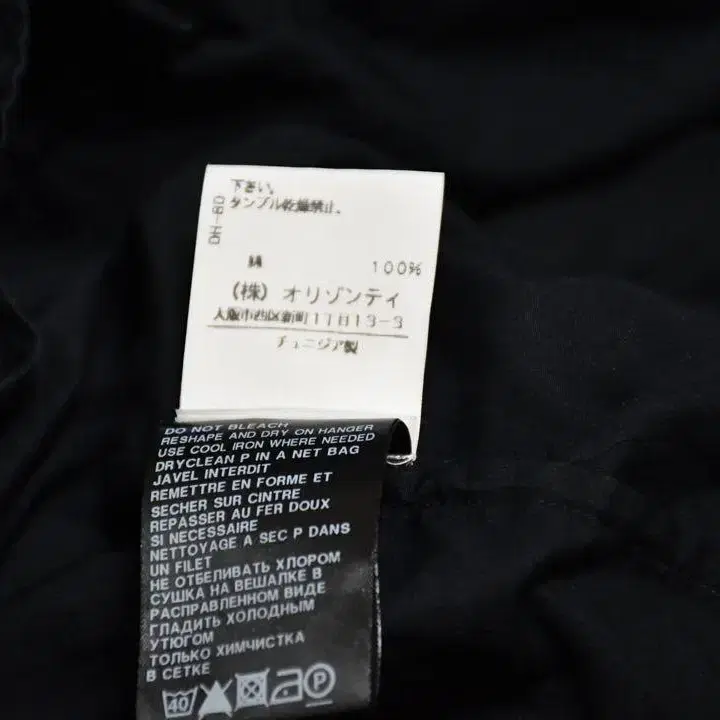 下さい。
タンブル乾燥禁止。
DH-8D
綿 100%
(株) オリゾンティ
大阪市西区新町1丁目13-3
チュニジア製
DO NOT BLEACH
RESHAPE AND DRY ON HANGER
USE COOL IRON WHERE NEEDED
DRYCLEAN P IN A NET BAG
JAVEL INTERDIT
REMETTRE EN FORME ET
SECHER SUR CINTRE
REPASSER AU FER DOUX
SI NECESSAIRE
NETTOYAGE A SEC P DANS
UN FILET
НЕ ОТБЕЛИВАТЬ ХЛОРОМ
СУШКА НА ВЕШАЛКЕ В
РАСПРАВЛЕННОМ ВИДЕ
ГЛАДИТЬ ХОЛОДНЫМ
УТЮГОМ
ТОЛЬКО ХИМЧИСТКА
В СЕТКЕ
40 P